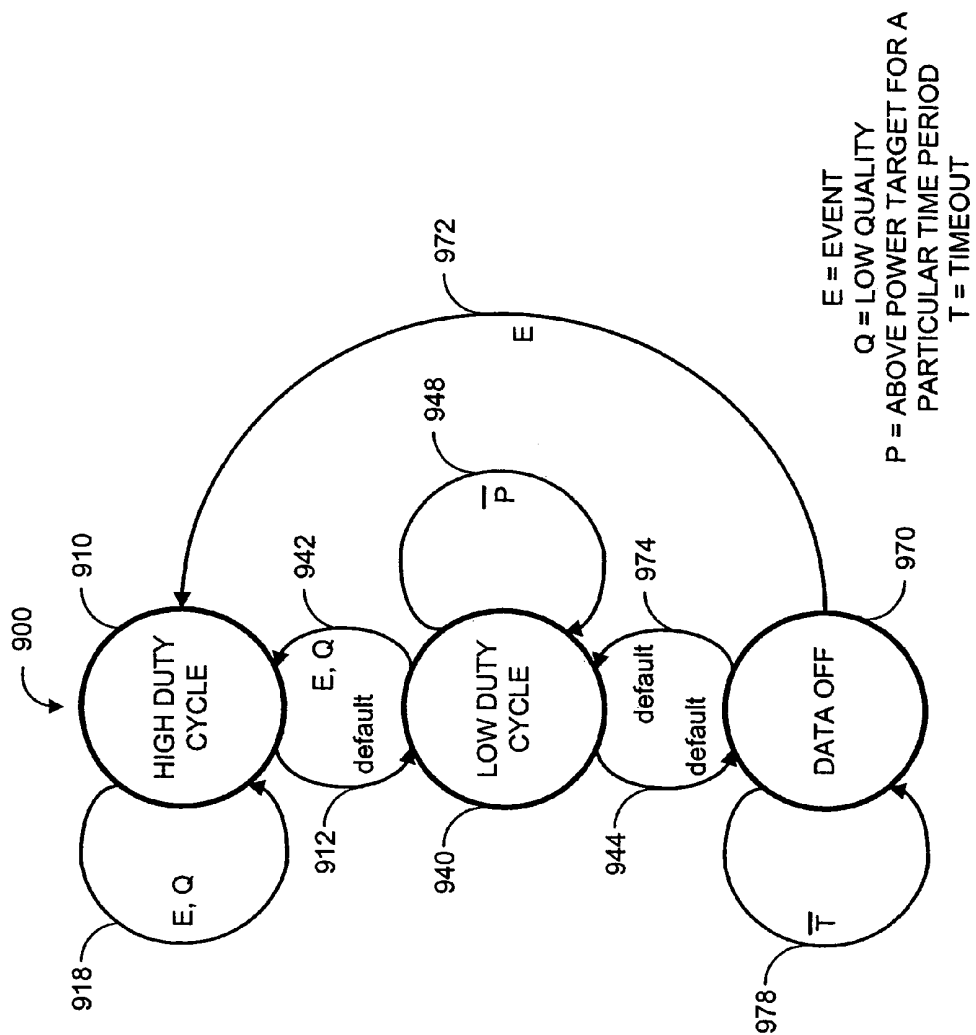 900
910
HIGH DUTY
CYCLE
918
E, Q
912
default
E, Q
942
972
E
940
LOW DUTY
CYCLE
P̅
948
944
default
default
974
DATA OFF
970
T̅
978
E = EVENT
Q = LOW QUALITY
P = ABOVE POWER TARGET FOR A
PARTICULAR TIME PERIOD
T = TIMEOUT